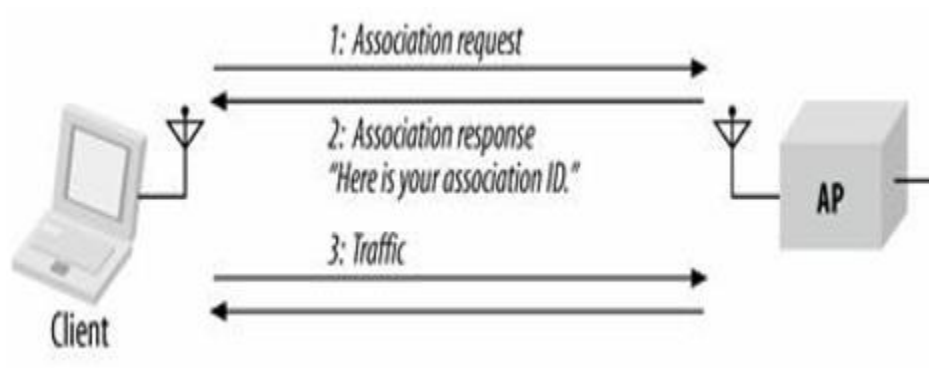 1: Association request
2: Association response
"Here is your association ID."
AP
3: Traffic
Client